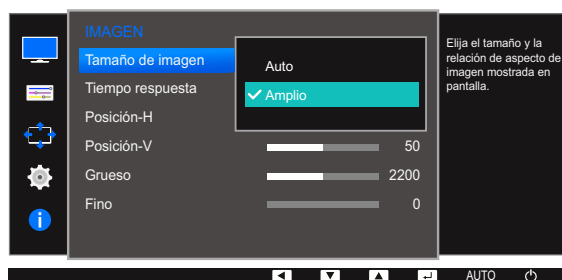 IMAGEN
Tamaño de imagen
Auto
Amplio
Tiempo respuesta
Posición-H
Posición-V 50
Grueso 2200
Fino 0
Elija el tamaño y la
relación de aspecto de
imagen mostrada en
pantalla.
AUTO